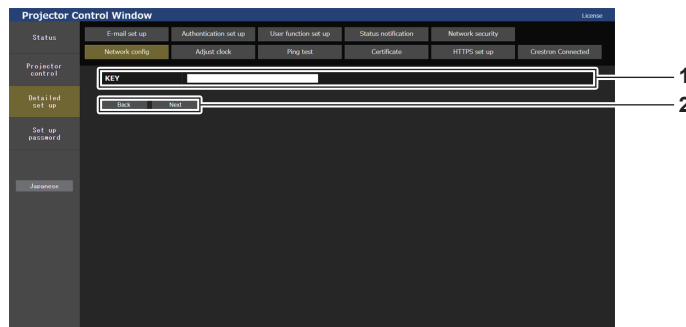 Projector Control Window
License
Status
E-mail set up
Authentication set up
User function set up
Status notification
Network security
Network config
Adjust clock
Ping test
Certificate
HTTPS set up
Crestron Connected
Projector
control
KEY
1
Detailed
set up
Back
Next
2
Set up
password
Japanese